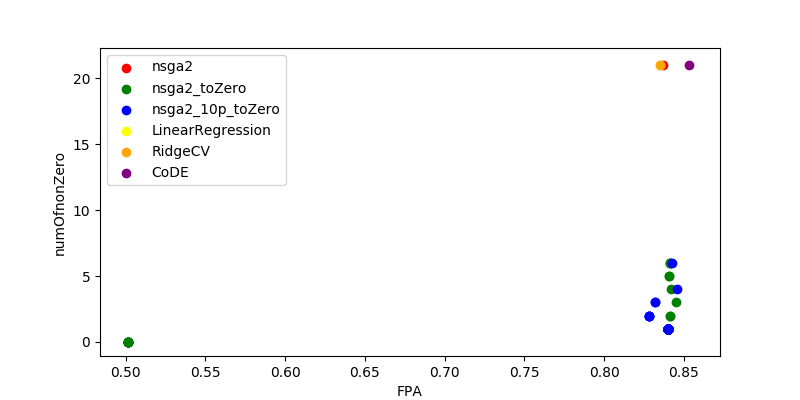 nsga2
nsga2_toZero
nsga2_10p_toZero
LinearRegression
RidgeCV
CoDE
numOfnonZero
20
15
10
5
0
0.50 0.55 0.60 0.65 0.70 0.75 0.80 0.85
FPA